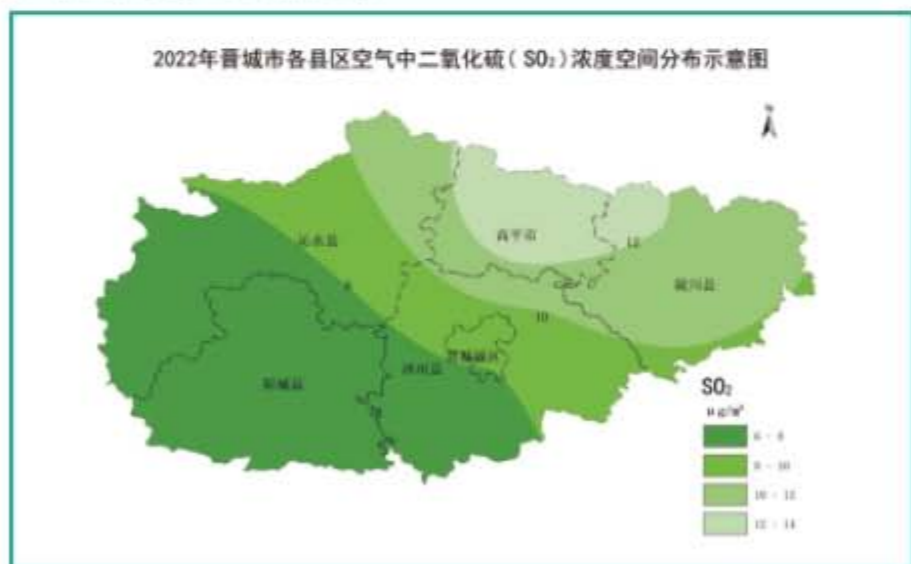 2022年晋城市各县区空气中二氧化硫(SO₂)浓度空间分布示意图
N
沁水县
高平市
12
陵川县
8
10
晋城城区
泽州县
阳城县
SO₂
μg/m³
6 - 8
8 - 10
10 - 12
12 - 14